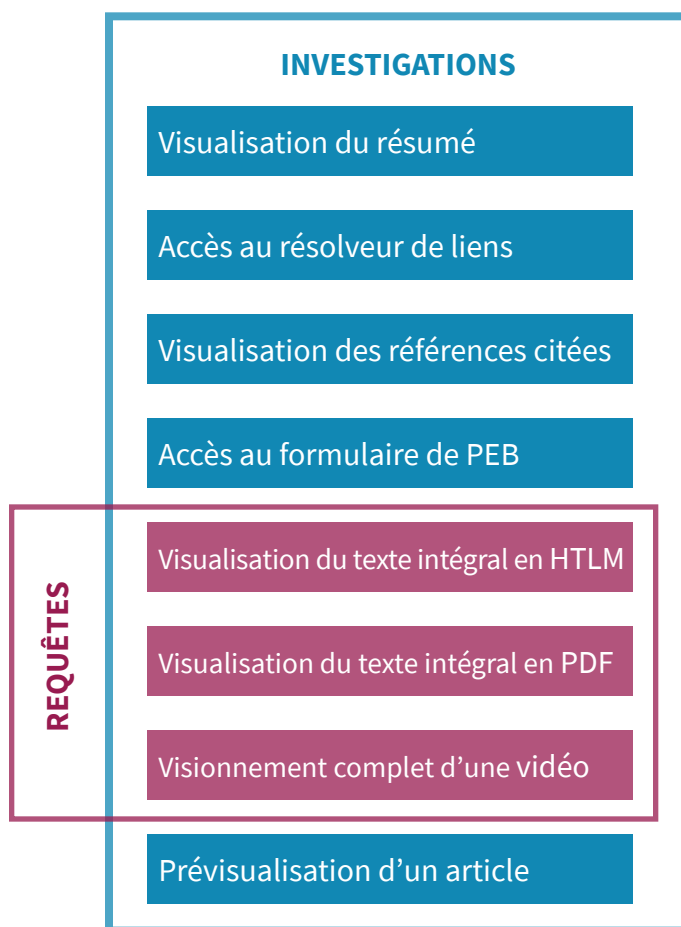 INVESTIGATIONS
Visualisation du résumé
Accès au résolveur de liens
Visualisation des références citées
Accès au formulaire de PEB
REQUÊTES
Visualisation du texte intégral en HTLM
Visualisation du texte intégral en PDF
Visionnement complet d’une vidéo
Prévisualisation d’un article